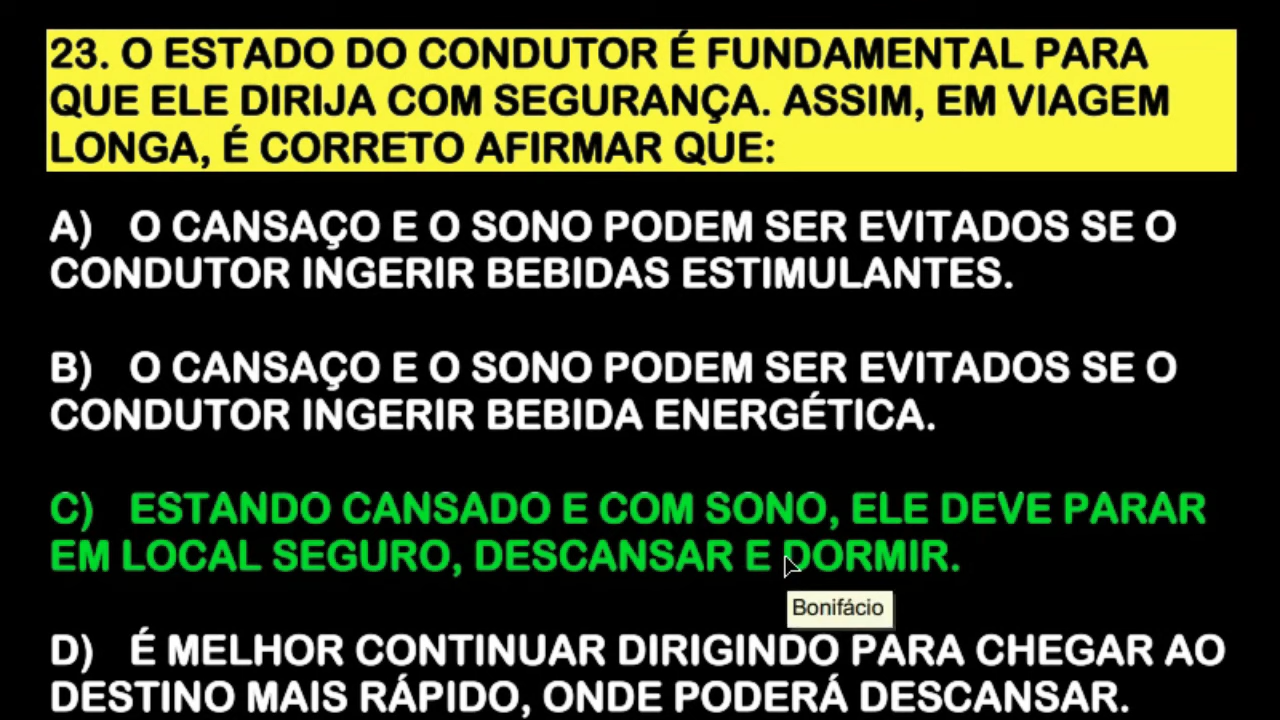 23. O ESTADO DO CONDUTOR É FUNDAMENTAL PARA
QUE ELE DIRIJA COM SEGURANÇA. ASSIM, EM VIAGEM
LONGA, É CORRETO AFIRMAR QUE:
A) O CANSAÇO E O SONO PODEM SER EVITADOS SE O
CONDUTOR INGERIR BEBIDAS ESTIMULANTES.
B) O CANSAÇO E O SONO PODEM SER EVITADOS SE O
CONDUTOR INGERIR BEBIDA ENERGÉTICA.
C) ESTANDO CANSADO E COM SONO, ELE DEVE PARAR
EM LOCAL SEGURO, DESCANSAR E DORMIR.
Bonifácio
D) É MELHOR CONTINUAR DIRIGINDO PARA CHEGAR AO
DESTINO MAIS RÁPIDO, ONDE PODERÁ DESCANSAR.